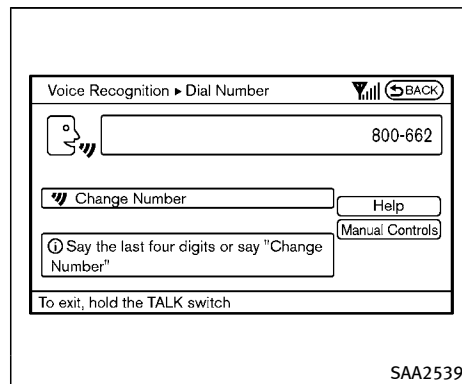 Voice Recognition ▸ Dial Number
BACK
800-662
Change Number
Help
Manual Controls
Say the last four digits or say "Change
Number"
To exit, hold the TALK switch
SAA2539